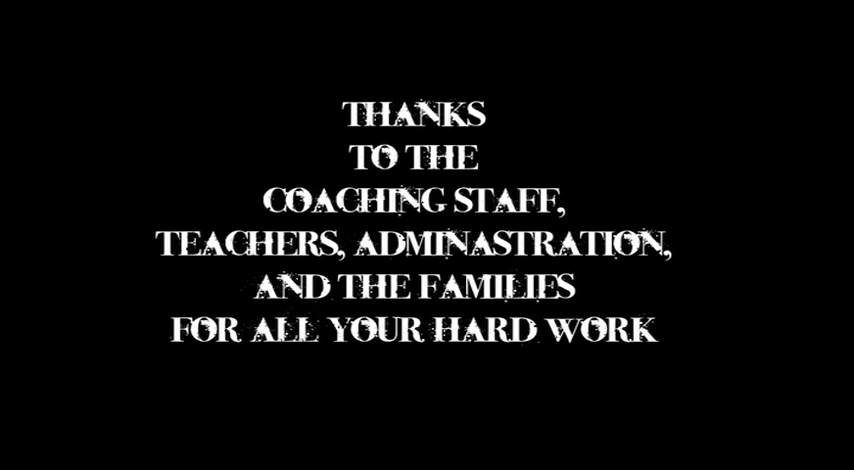 THANKS
TO THE
COACHING STAFF,
TEACHERS, ADMINASTRATION,
AND THE FAMILIES
FOR ALL YOUR HARD WORK